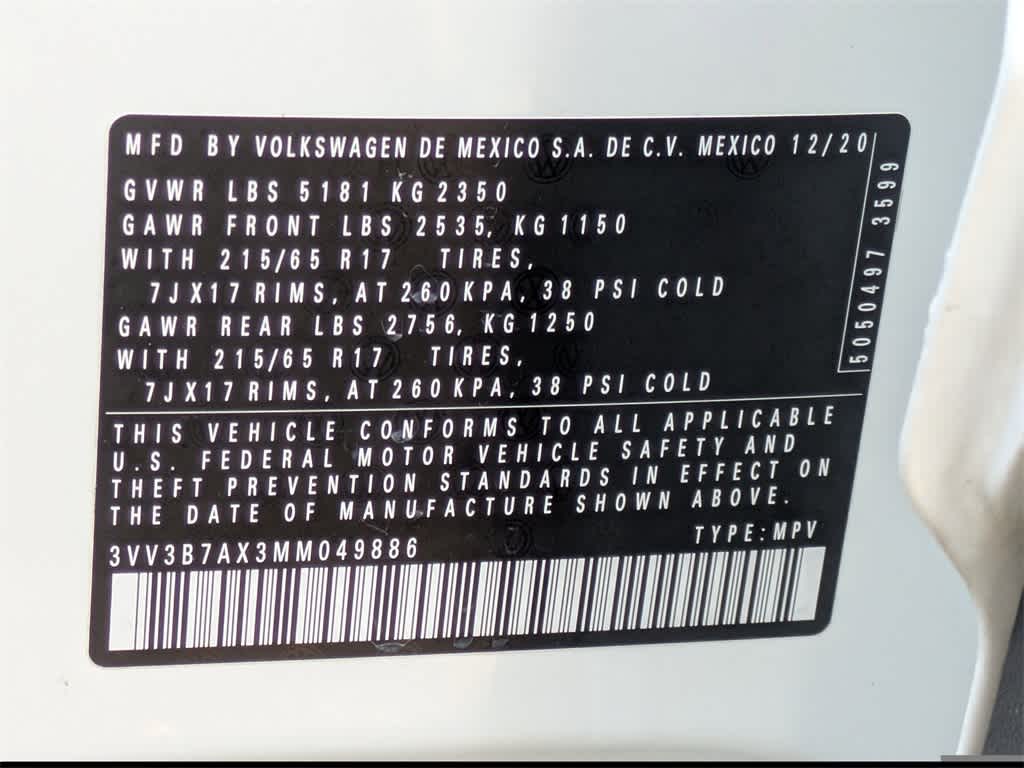 MFD BY VOLKSWAGEN DE MEXICO S.A. DE C.V. MEXICO 12/20
GVWR LBS 5181 KG 2350
GAWR FRONT LBS 2535, KG 1150
WITH 215/65 R17 TIRES,
7JX17 RIMS, AT 260 KPA, 38 PSI COLD
GAWR REAR LBS 2756, KG 1250
WITH 215/65 R17 TIRES,
7JX17 RIMS, AT 260 KPA, 38 PSI COLD
5050497 3599
THIS VEHICLE CONFORMS TO ALL APPLICABLE
U.S. FEDERAL MOTOR VEHICLE SAFETY AND
THEFT PREVENTION STANDARDS IN EFFECT ON
THE DATE OF MANUFACTURE SHOWN ABOVE.
TYPE: MPV
3VV3B7AX3MM049886